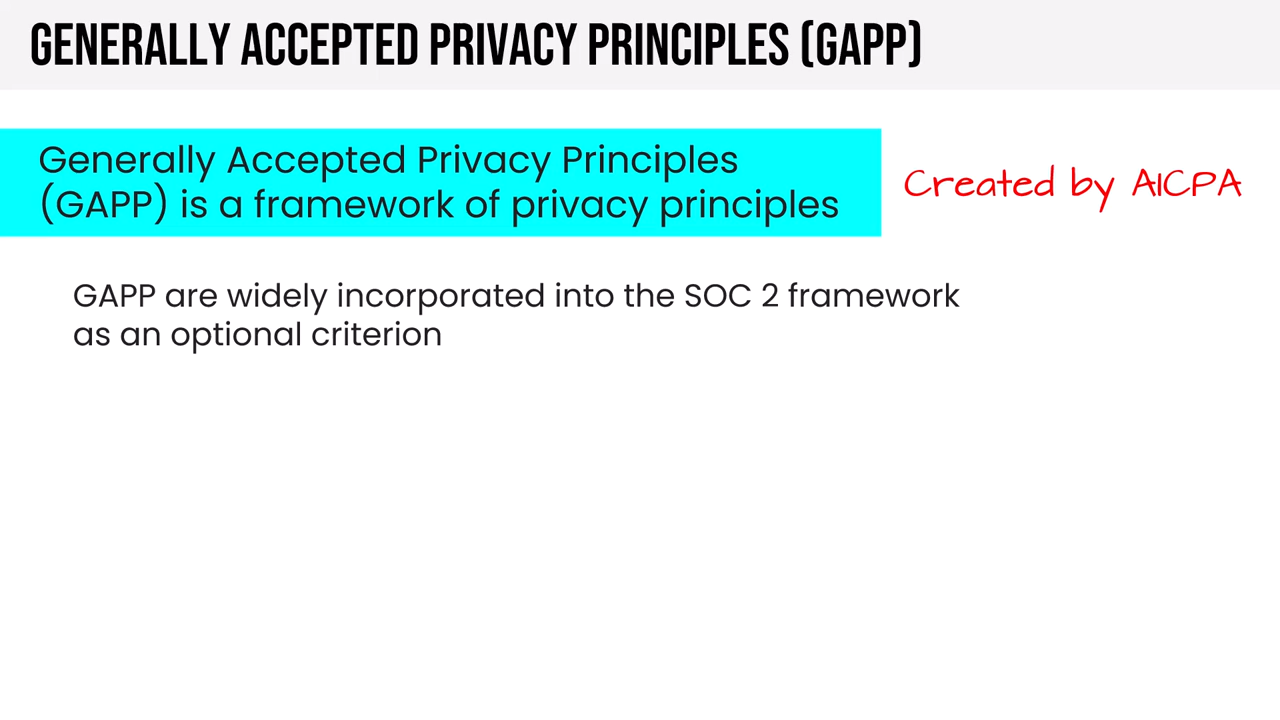 GENERALLY ACCEPTED PRIVACY PRINCIPLES (GAPP)
Generally Accepted Privacy Principles
(GAPP) is a framework of privacy principles
Created by AICPA
GAPP are widely incorporated into the SOC 2 framework
as an optional criterion